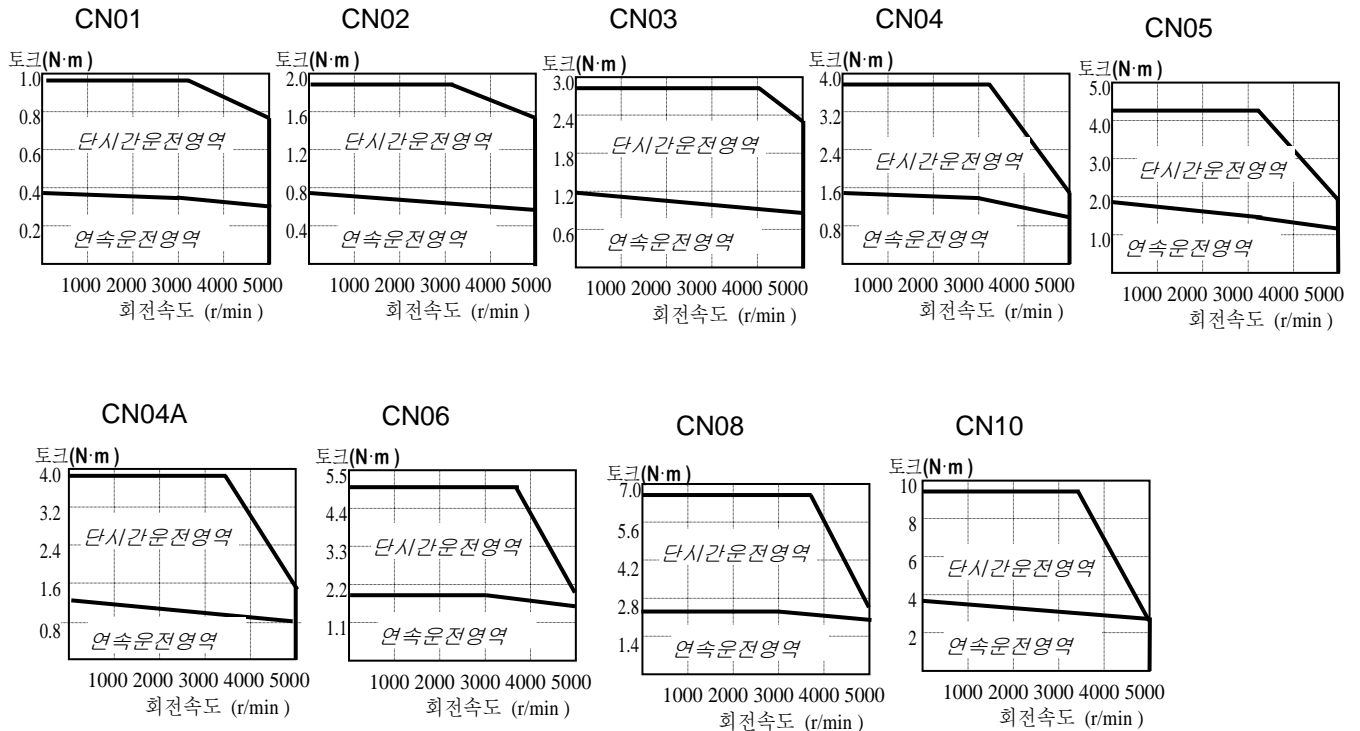 CN01
CN02
CN03
CN04
CN05
토크(N·m)
1.0
0.8
0.6
0.4
0.2
단시간운전영역
연속운전영역
1000 2000 3000 4000 5000
회전속도 (r/min )
토크(N·m)
2.0
1.6
1.2
0.8
0.4
단시간운전영역
연속운전영역
1000 2000 3000 4000 5000
회전속도 (r/min )
토크(N·m)
3.0
2.4
1.8
1.2
0.6
단시간운전영역
연속운전영역
1000 2000 3000 4000 5000
회전속도 (r/min )
토크(N·m)
4.0
3.2
2.4
1.6
0.8
단시간운전영역
연속운전영역
1000 2000 3000 4000 5000
회전속도 (r/min )
토크(N·m)
5.0
4.0
3.0
2.0
1.0
단시간운전영역
연속운전영역
1000 2000 3000 4000 5000
회전속도 (r/min )
CN04A
CN06
CN08
CN10
토크(N·m)
4.0
3.2
2.4
1.6
0.8
단시간운전영역
연속운전영역
1000 2000 3000 4000 5000
회전속도 (r/min )
토크(N·m)
5.5
4.4
3.3
2.2
1.1
단시간운전영역
연속운전영역
1000 2000 3000 4000 5000
회전속도 (r/min )
토크(N·m)
7.0
5.6
4.2
2.8
1.4
단시간운전영역
연속운전영역
1000 2000 3000 4000 5000
회전속도 (r/min )
토크(N·m)
10
8
6
4
2
단시간운전영역
연속운전영역
1000 2000 3000 4000 5000
회전속도 (r/min )